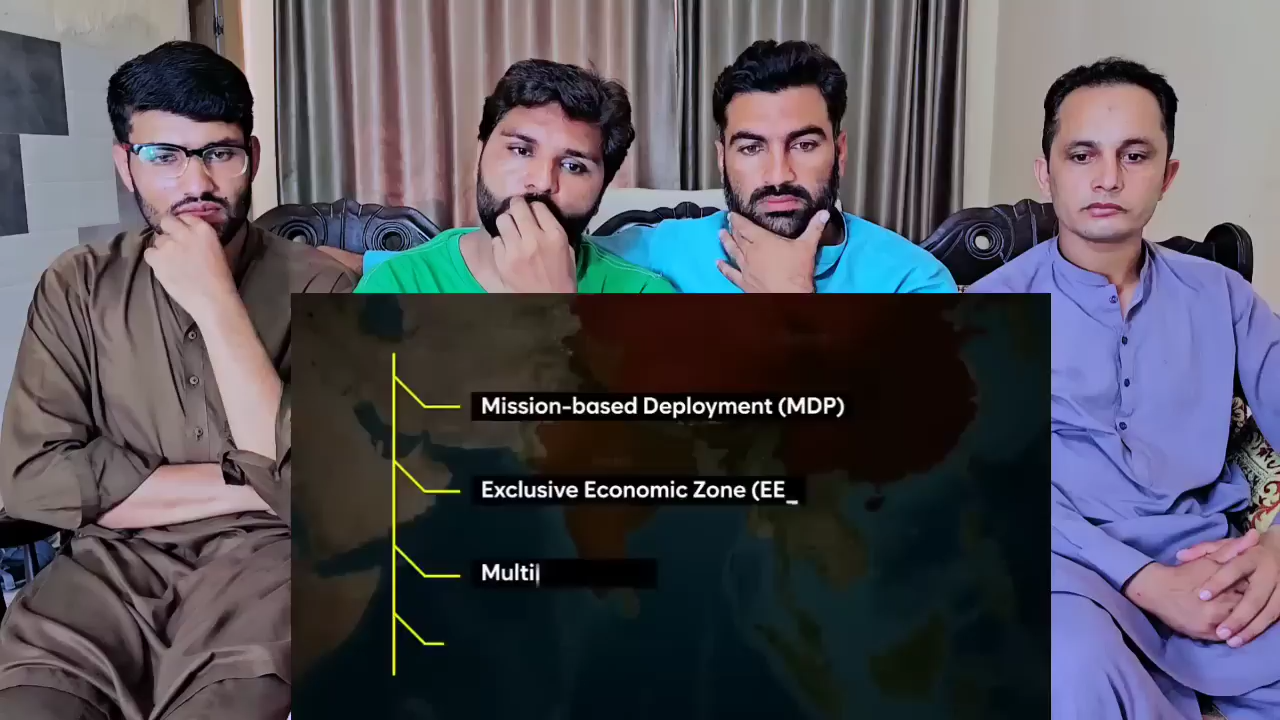 Mission-based Deployment (MDP)
Exclusive Economic Zone (EE_
Multi